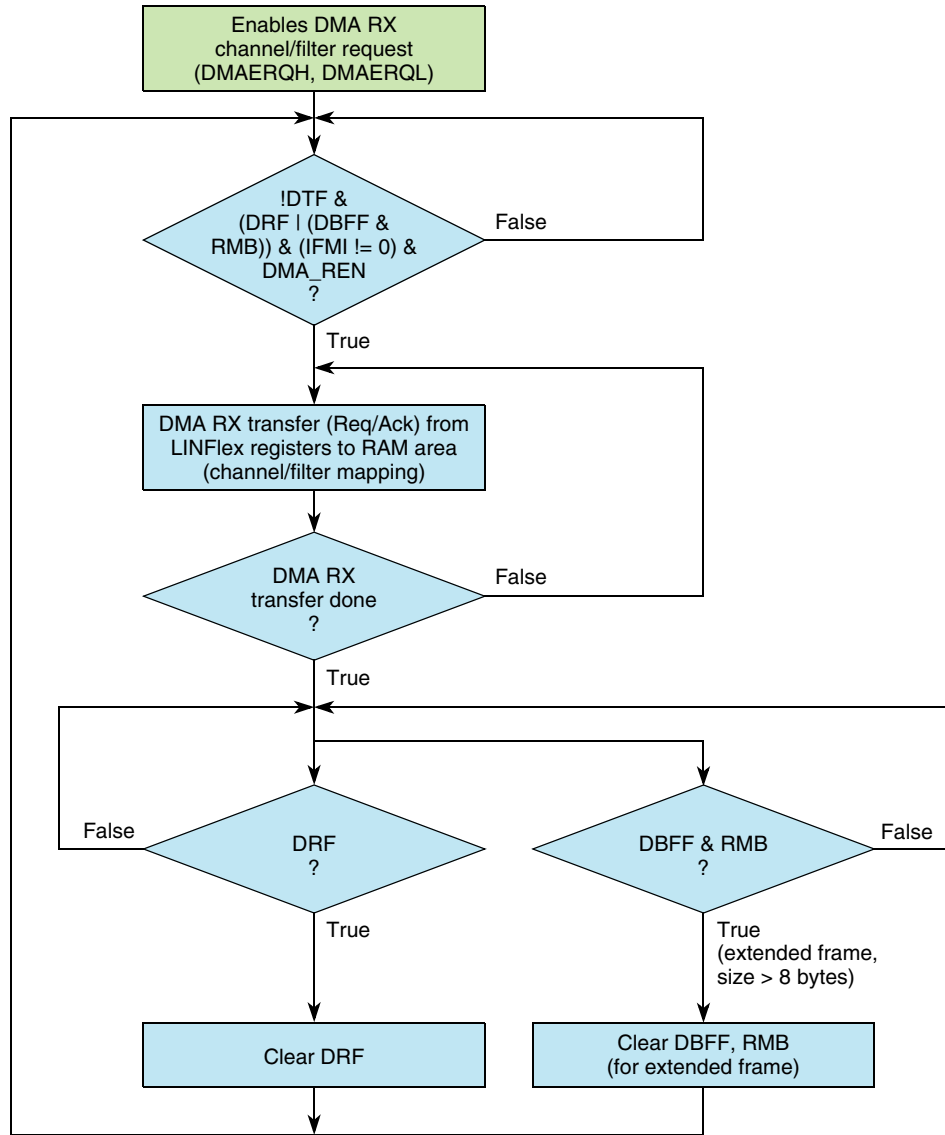 Enables DMA RX
channel/filter request
(DMAERQH, DMAERQL)
!DTF &
(DRF | (DBFF &
RMB)) & (IFMI != 0) &
DMA_REN
?
False
True
DMA RX transfer (Req/Ack) from
LINFlex registers to RAM area
(channel/filter mapping)
DMA RX
transfer done
?
False
True
False
DRF
?
DBFF & RMB
?
False
True
True
(extended frame,
size > 8 bytes)
Clear DRF
Clear DBFF, RMB
(for extended frame)